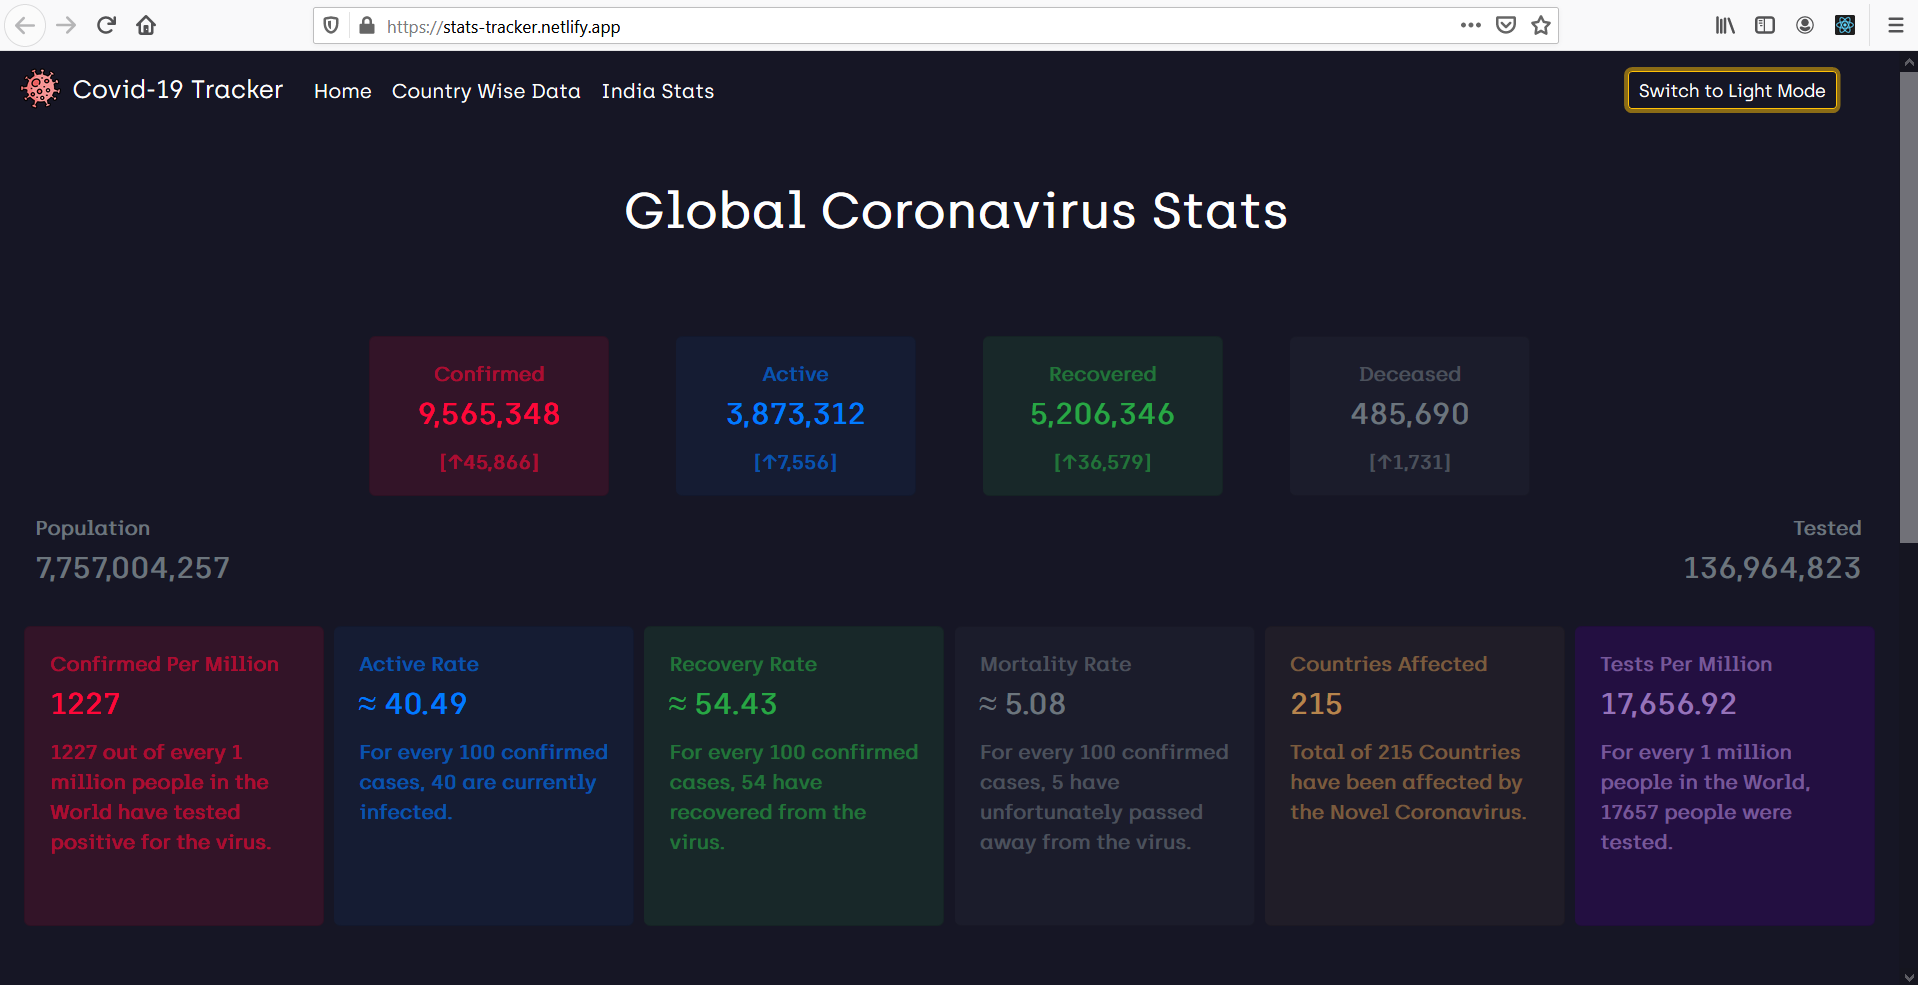 https://stats-tracker.netlify.app
Covid-19 Tracker Home Country Wise Data India Stats Switch to Light Mode
Global Coronavirus Stats
Confirmed
9,565,348
[↑45,866]
Active
3,873,312
[↑7,556]
Recovered
5,206,346
[↑36,579]
Deceased
485,690
[↑1,731]
Population
7,757,004,257
Tested
136,964,823
Confirmed Per Million
1227
1227 out of every 1
million people in the
World have tested
positive for the virus.
Active Rate
≈ 40.49
For every 100 confirmed
cases, 40 are currently
infected.
Recovery Rate
≈ 54.43
For every 100 confirmed
cases, 54 have
recovered from the
virus.
Mortality Rate
≈ 5.08
For every 100 confirmed
cases, 5 have
unfortunately passed
away from the virus.
Countries Affected
215
Total of 215 Countries
have been affected by
the Novel Coronavirus.
Tests Per Million
17,656.92
For every 1 million
people in the World,
17657 people were
tested.